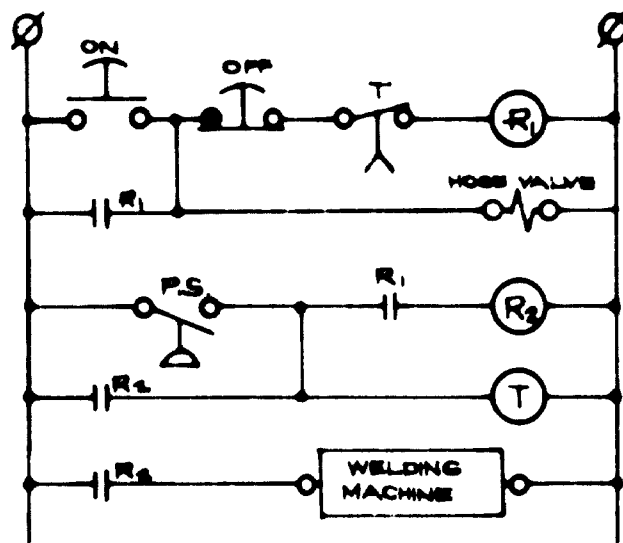 ON
OFF
T
R1
R1
HOSE VALVE
P.S.
R1
R2
R2
T
R2
WELDING
MACHINE